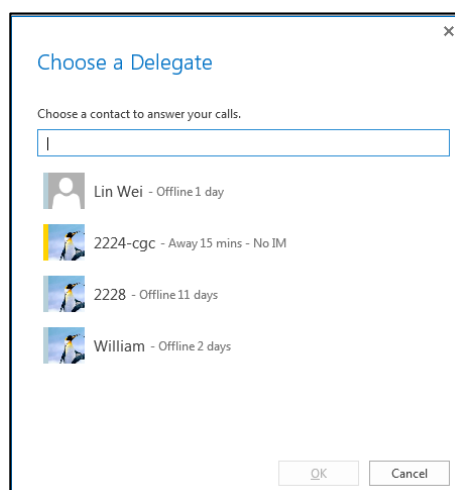 Choose a Delegate
Choose a contact to answer your calls.
Lin Wei - Offline 1 day
2224-cgc - Away 15 mins - No IM
2228 - Offline 11 days
William - Offline 2 days
OK Cancel